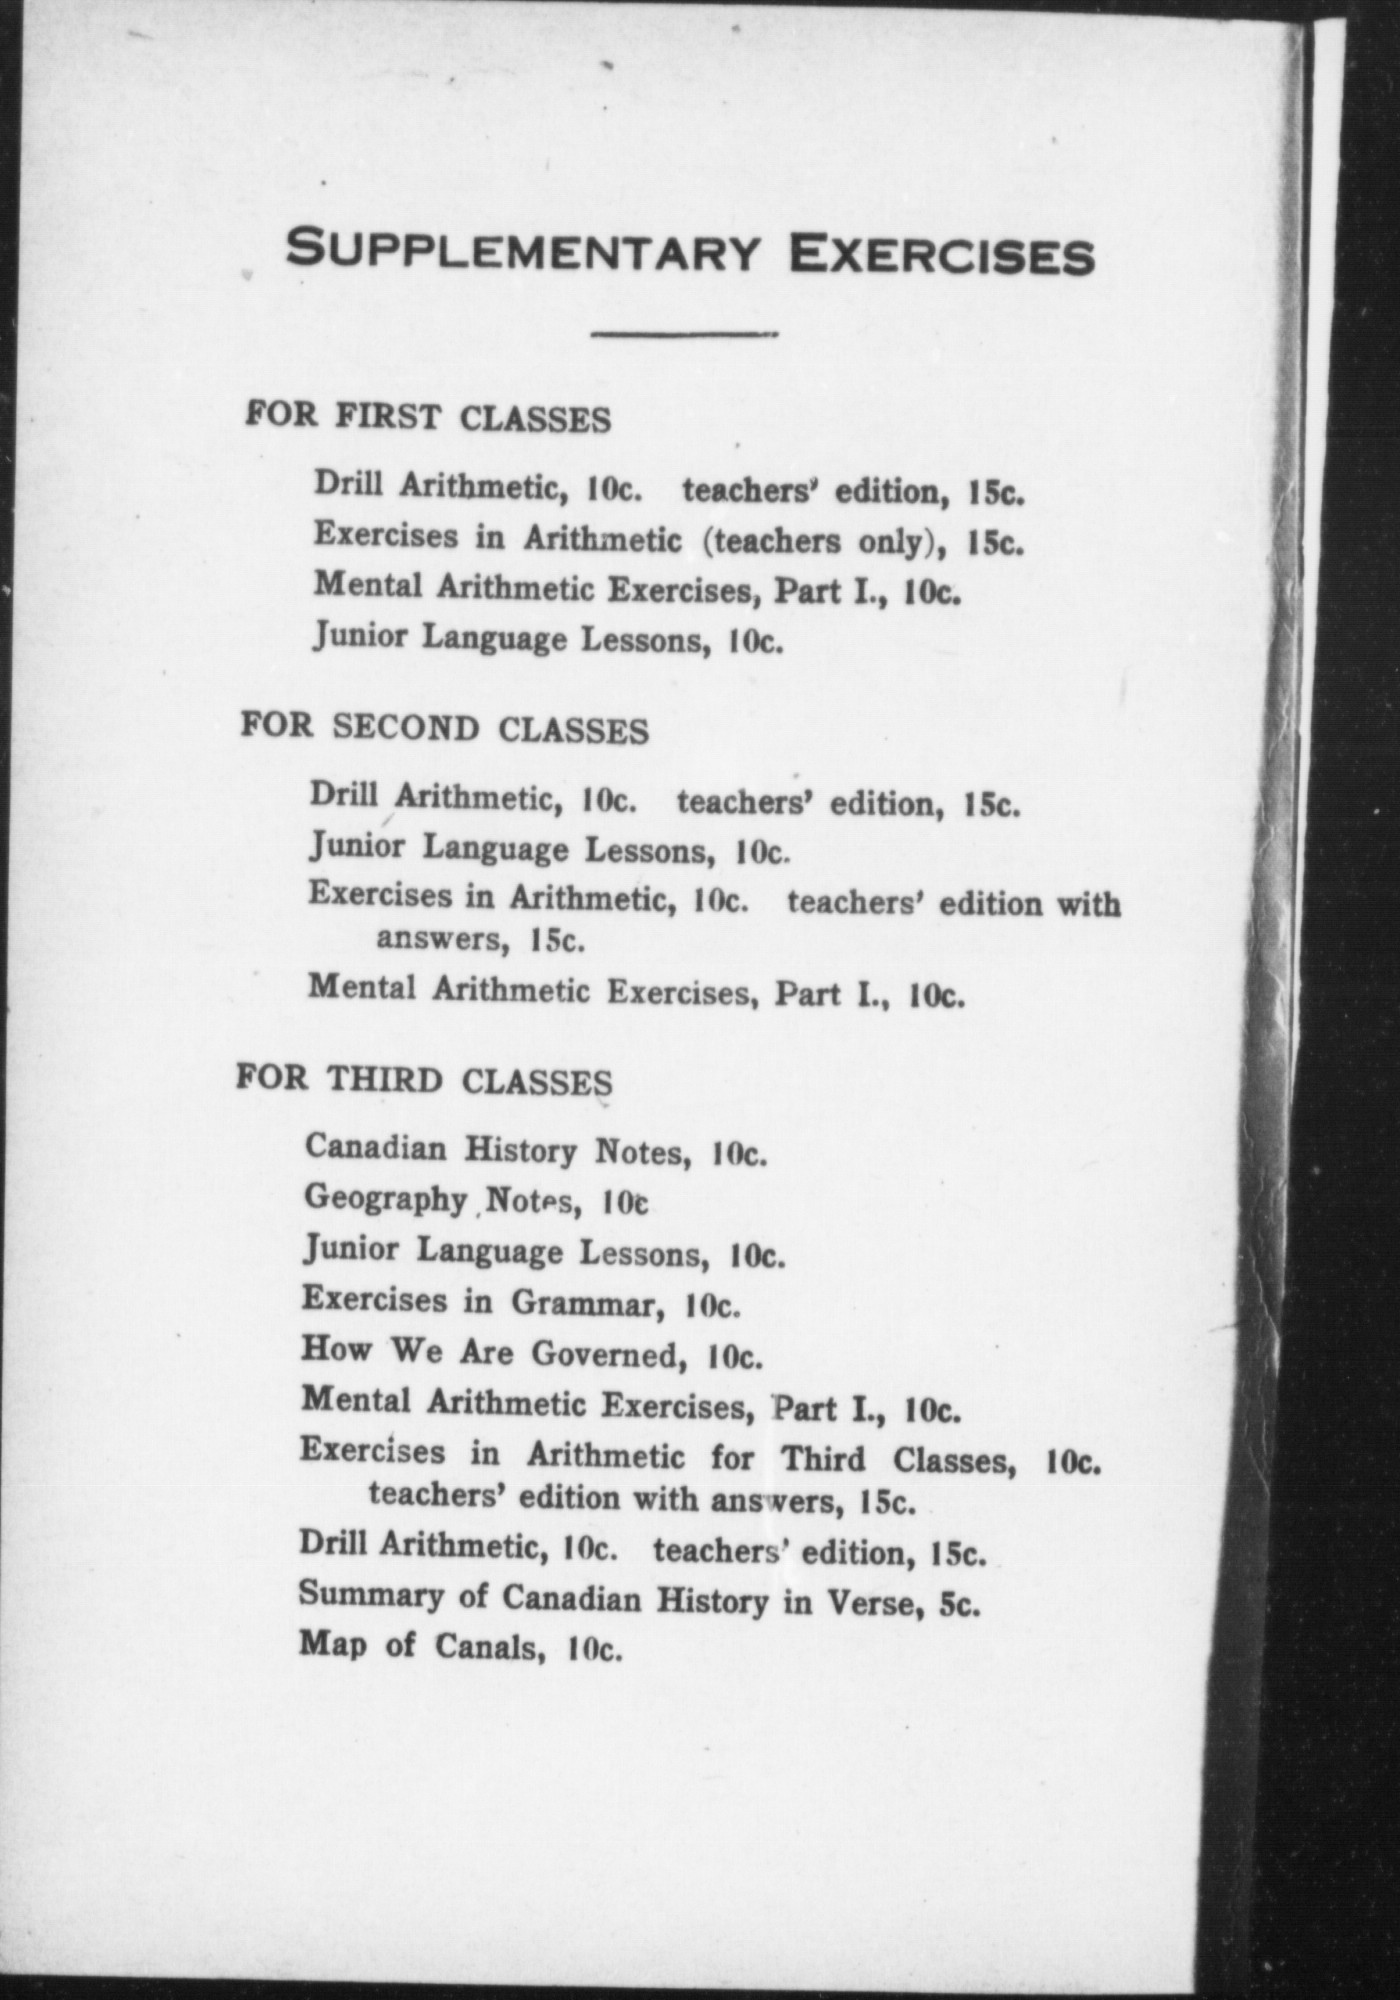 SUPPLEMENTARY EXERCISES
FOR FIRST CLASSES
Drill Arithmetic, 10c. teachers' edition, 15c.
Exercises in Arithmetic (teachers only), 15c.
Mental Arithmetic Exercises, Part I., 10c.
Junior Language Lessons, 10c.
FOR SECOND CLASSES
Drill Arithmetic, 10c. teachers' edition, 15c.
Junior Language Lessons, 10c.
Exercises in Arithmetic, 10c. teachers' edition with
answers, 15c.
Mental Arithmetic Exercises, Part I., 10c.
FOR THIRD CLASSES
Canadian History Notes, 10c.
Geography Notes, 10c
Junior Language Lessons, 10c.
Exercises in Grammar, 10c.
How We Are Governed, 10c.
Mental Arithmetic Exercises, Part I., 10c.
Exercises in Arithmetic for Third Classes, 10c.
teachers' edition with answers, 15c.
Drill Arithmetic, 10c. teachers' edition, 15c.
Summary of Canadian History in Verse, 5c.
Map of Canals, 10c.